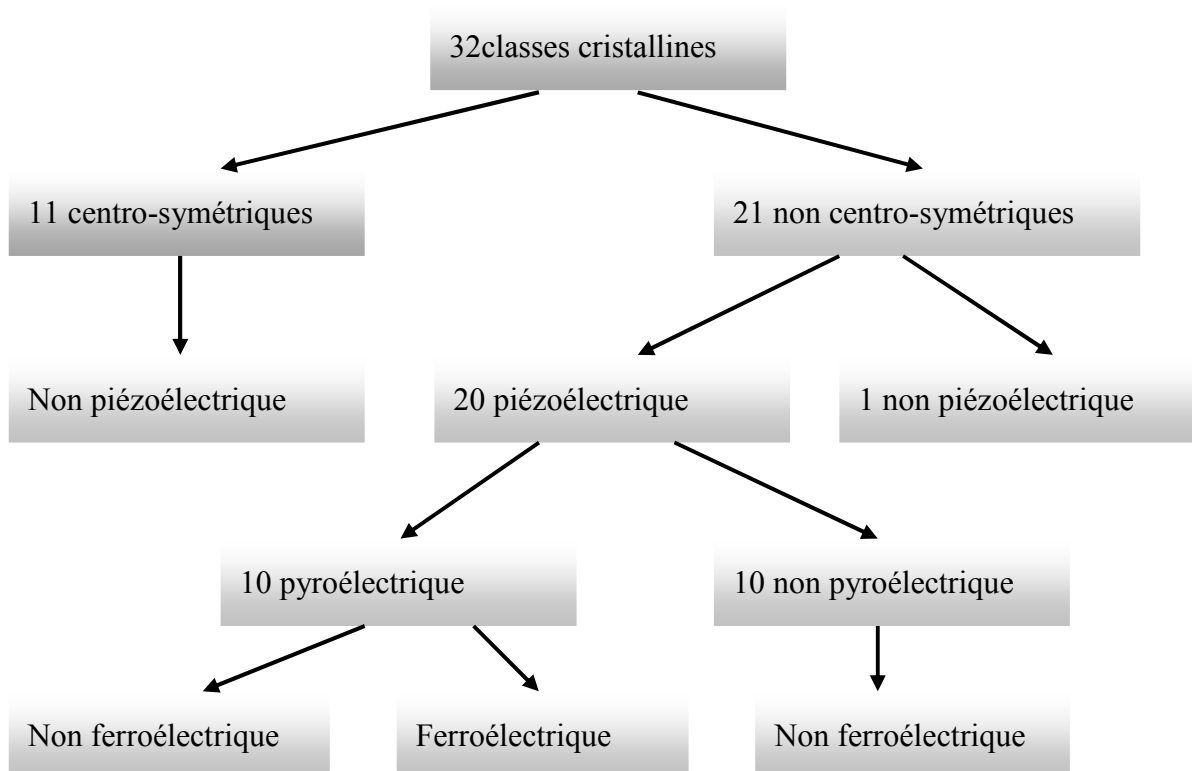 32classes cristallines
11 centro-symétriques
21 non centro-symétriques
Non piézoélectrique
20 piézoélectrique
1 non piézoélectrique
10 pyroélectrique
10 non pyroélectrique
Non ferroélectrique
Ferroélectrique
Non ferroélectrique